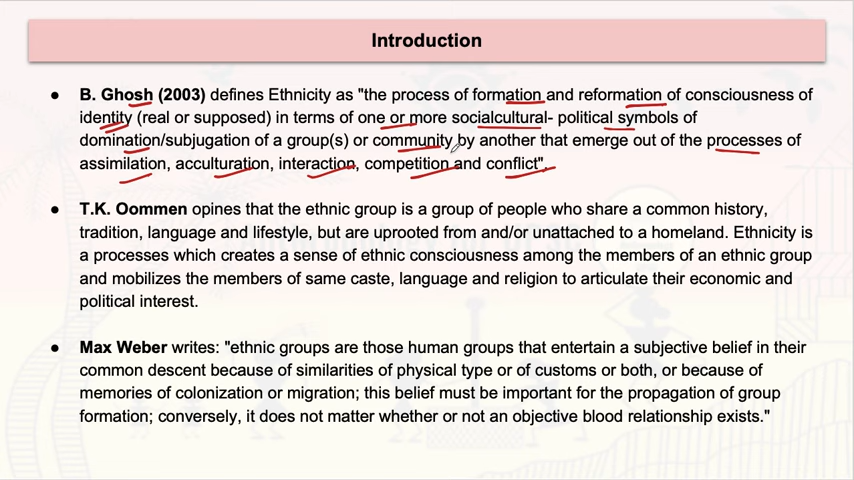 Introduction
● B. Ghosh (2003) defines Ethnicity as "the process of formation and reformation of consciousness of
identity (real or supposed) in terms of one or more socialcultural- political symbols of
domination/subjugation of a group(s) or community by another that emerge out of the processes of
assimilation, acculturation, interaction, competition and conflict".
● T.K. Oommen opines that the ethnic group is a group of people who share a common history,
tradition, language and lifestyle, but are uprooted from and/or unattached to a homeland. Ethnicity is
a processes which creates a sense of ethnic consciousness among the members of an ethnic group
and mobilizes the members of same caste, language and religion to articulate their economic and
political interest.
● Max Weber writes: "ethnic groups are those human groups that entertain a subjective belief in their
common descent because of similarities of physical type or of customs or both, or because of
memories of colonization or migration; this belief must be important for the propagation of group
formation; conversely, it does not matter whether or not an objective blood relationship exists."